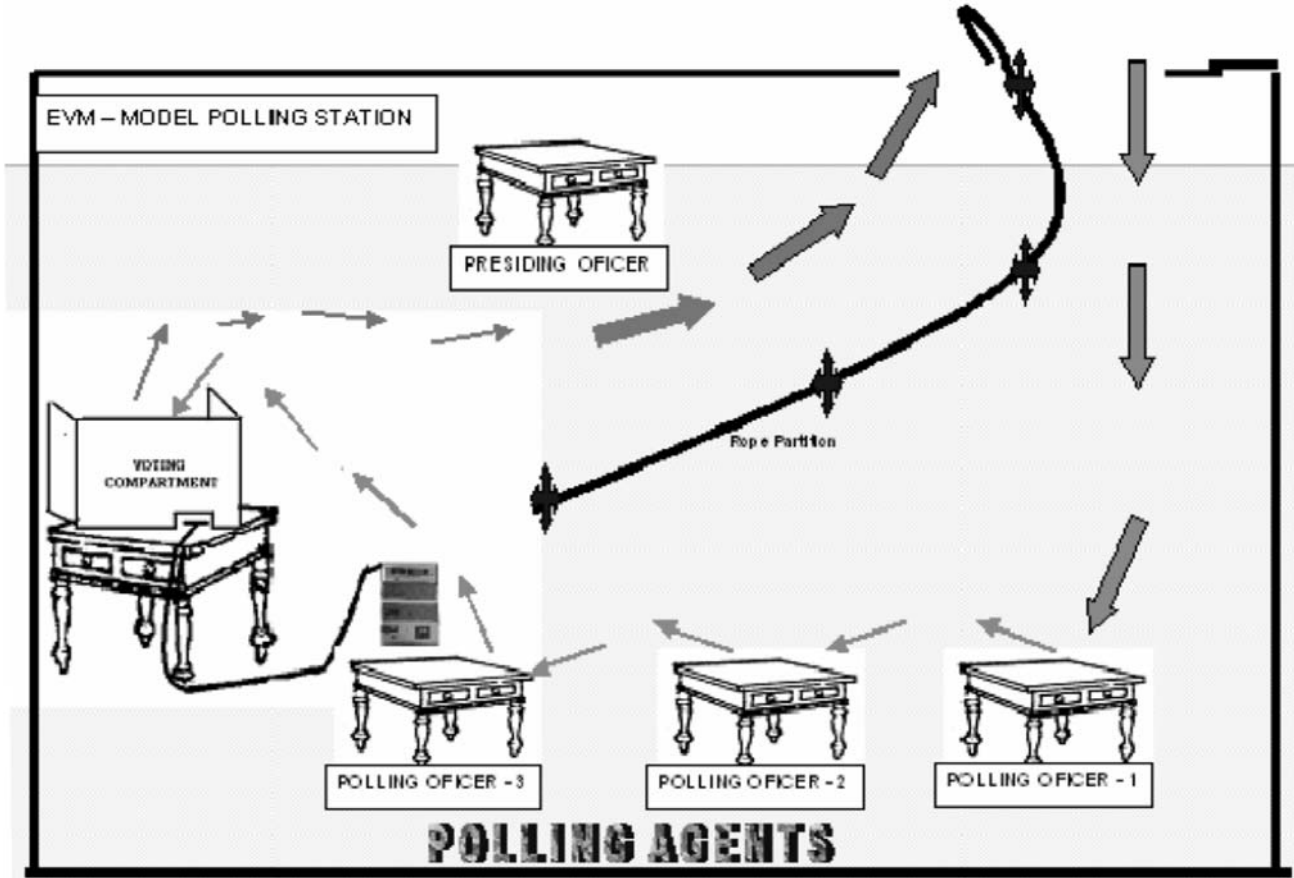 EVM – MODEL POLLING STATION
PRESIDING OFICER
Rope Partition
VOTING
COMPARTMENT
POLLING OFICER - 3
POLLING OFICER - 2
POLLING OFICER - 1
POLLING AGENTS